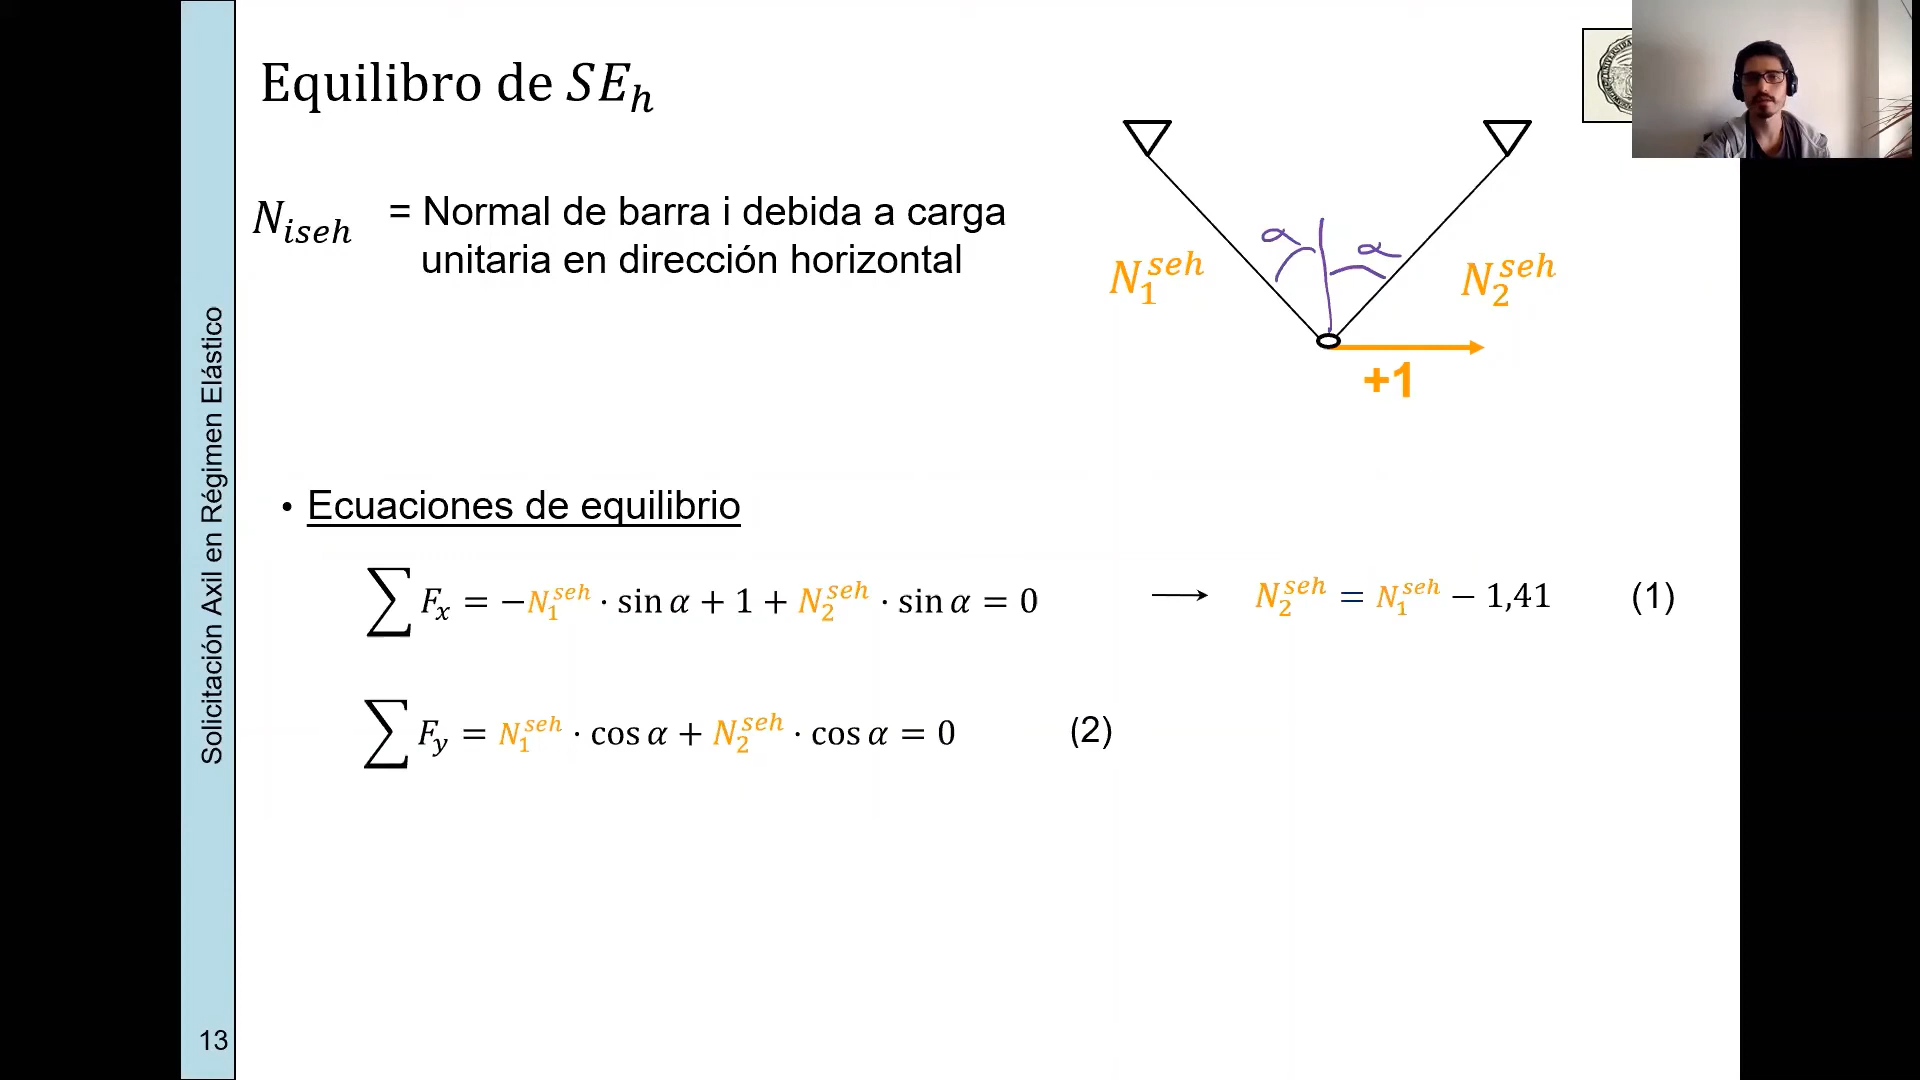 Equilibro de SE_h
N_iseh = Normal de barra i debida a carga
unitaria en dirección horizontal
α α
N_1^seh N_2^seh
+1
• Ecuaciones de equilibrio
∑ F_x = −N_1^seh · sin α + 1 + N_2^seh · sin α = 0 → N_2^seh = N_1^seh − 1,41 (1)
∑ F_y = N_1^seh · cos α + N_2^seh · cos α = 0 (2)
Solicitación Axil en Régimen Elástico
13